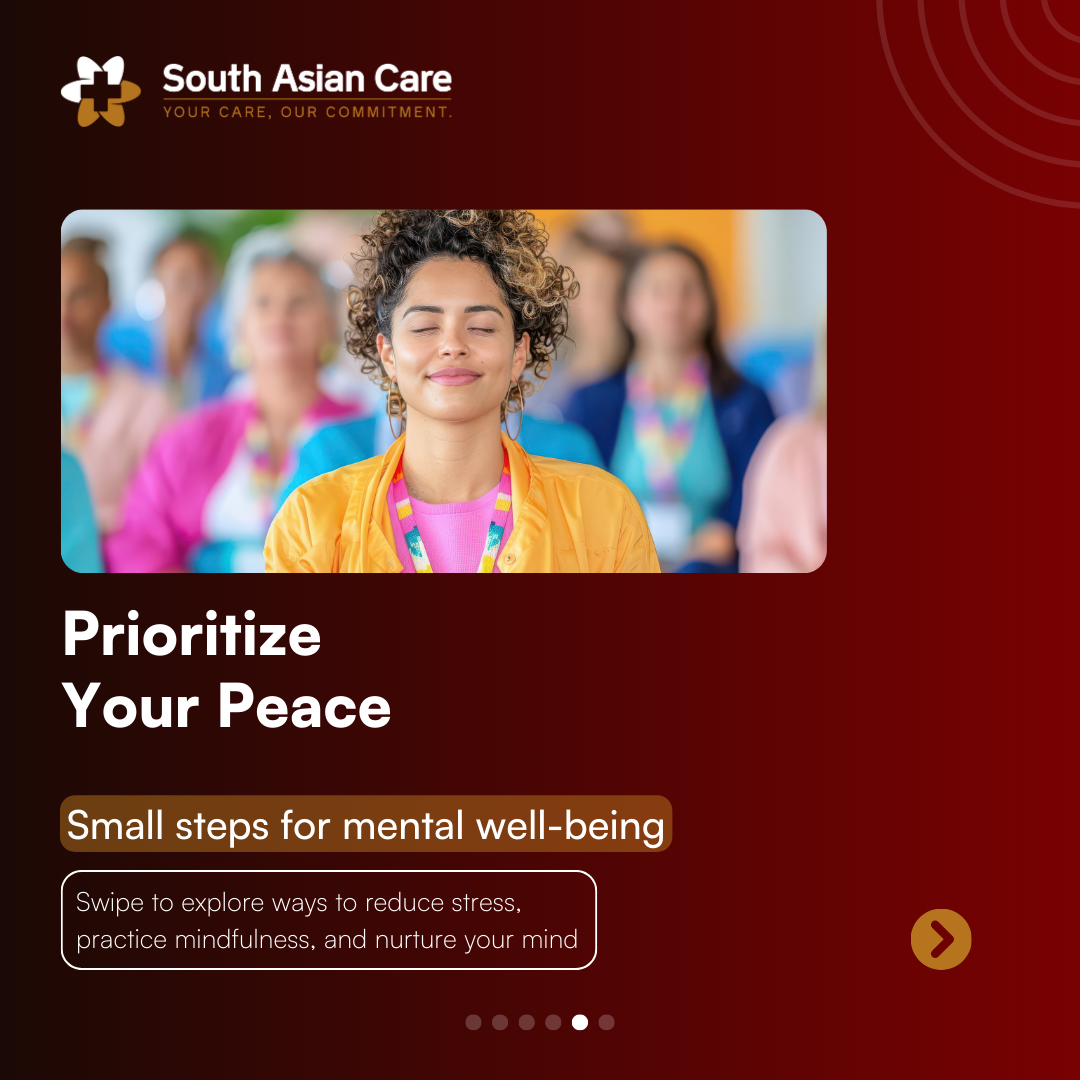 South Asian Care
YOUR CARE, OUR COMMITMENT.
Prioritize
Your Peace
Small steps for mental well-being
Swipe to explore ways to reduce stress,
practice mindfulness, and nurture your mind